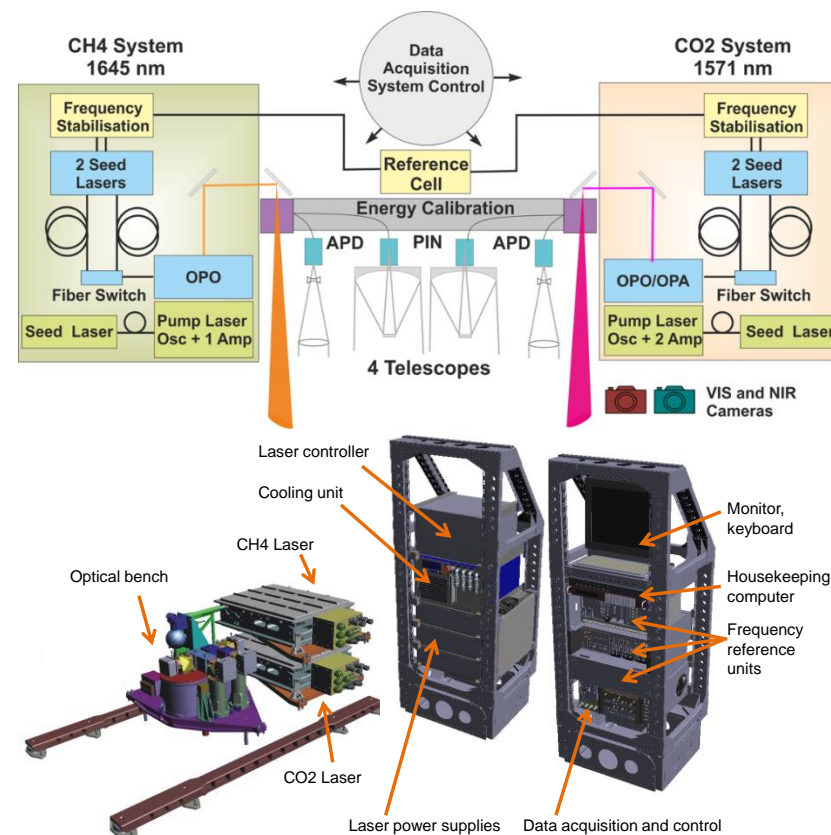 CH4 System
1645 nm
Data
Acquisition
System Control
CO2 System
1571 nm
Frequency
Stabilisation
Reference
Cell
Frequency
Stabilisation
2 Seed
Lasers
2 Seed
Lasers
Energy Calibration
APD
PIN
APD
OPO
OPO/OPA
Fiber Switch
Fiber Switch
Seed Laser
Pump Laser
Osc + 1 Amp
Pump Laser
Osc + 2 Amp
Seed Laser
4 Telescopes
VIS and NIR
Cameras
Laser controller
Cooling unit
CH4 Laser
Optical bench
Monitor,
keyboard
Housekeeping
computer
Frequency
reference
units
CO2 Laser
Laser power supplies
Data acquisition and control